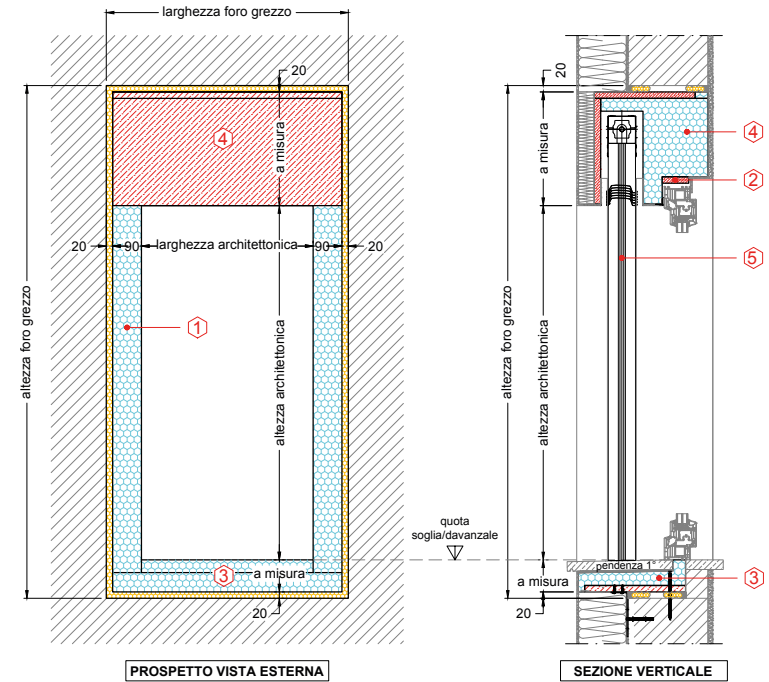 larghezza foro grezzo
20
4
a misura
20
90
larghezza architettonica
90
20
altezza foro grezzo
1
altezza architettonica
3
a misura
20
PROSPETTO VISTA ESTERNA
20
a misura
4
2
5
altezza foro grezzo
altezza architettonica
quota
soglia/davanzale
pendenza 1°
a misura
3
20
SEZIONE VERTICALE